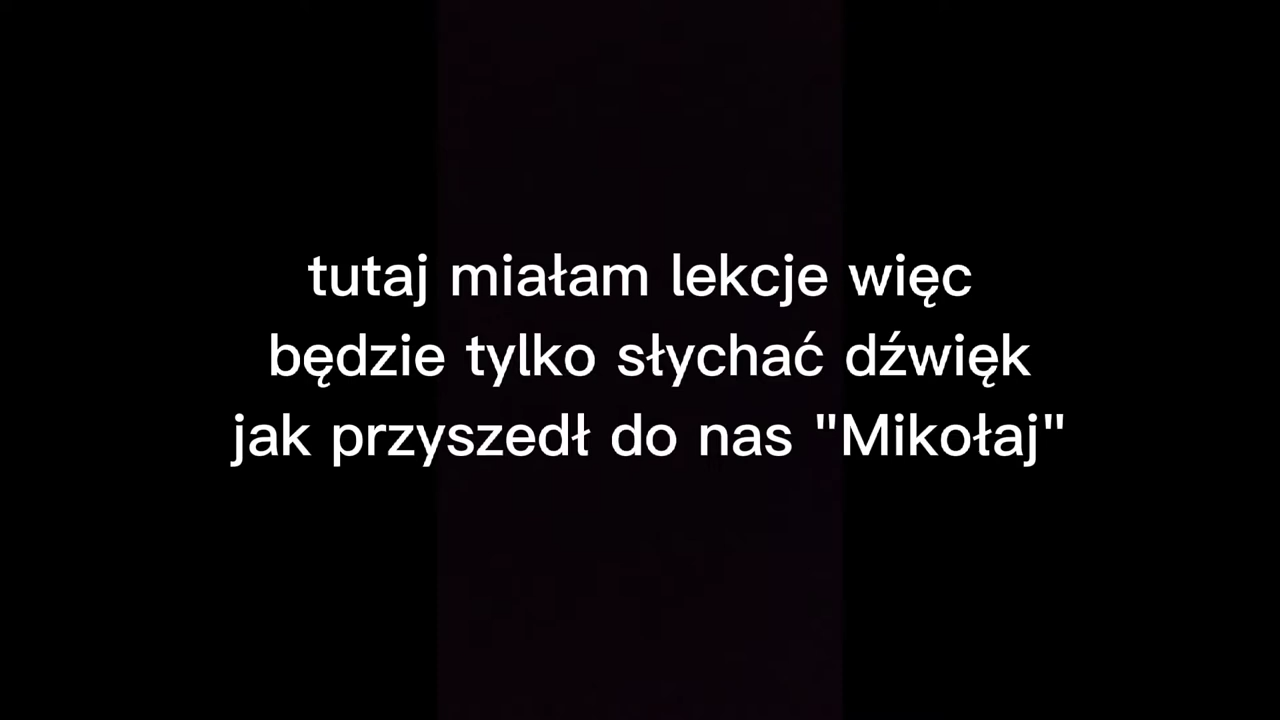 tutaj miałam lekcje więc
będzie tylko słychać dźwięk
jak przyszedł do nas "Mikołaj"